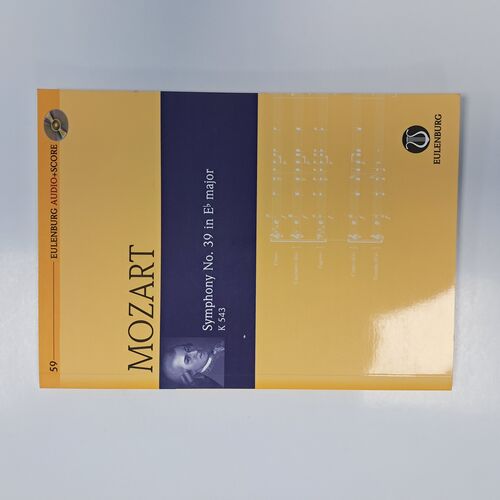 59
EULENBURG AUDIO+SCORE
MOZART
Symphony No. 39 in E♭ major
K 543
EULENBURG